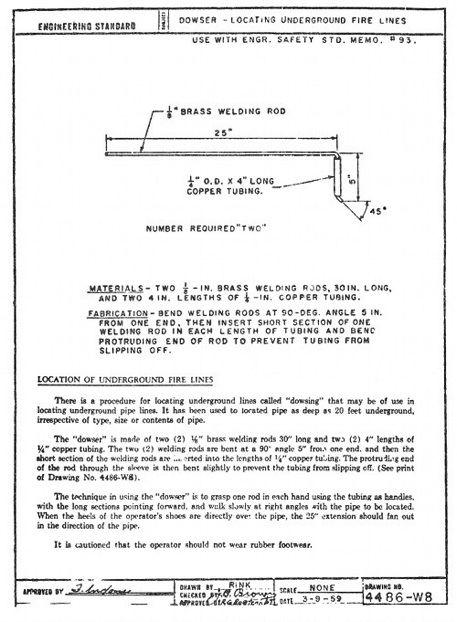 ENGINEERING STANDARD
SUBJECT
DOWSER - LOCATING UNDERGROUND FIRE LINES
USE WITH ENGR. SAFETY STD. MEMO. #93.
1/8" BRASS WELDING ROD
25"
1/4" O.D. X 4" LONG
COPPER TUBING.
5"
45°
NUMBER REQUIRED "TWO"
MATERIALS - TWO 1/8 -IN. BRASS WELDING RODS, 30IN. LONG,
AND TWO 4 IN. LENGTHS OF 1/4 -IN. COPPER TUBING.
FABRICATION - BEND WELDING RODS AT 90-DEG. ANGLE 5 IN.
FROM ONE END, THEN INSERT SHORT SECTION OF ONE
WELDING ROD IN EACH LENGTH OF TUBING AND BEND
PROTRUDING END OF ROD TO PREVENT TUBING FROM
SLIPPING OFF.
LOCATION OF UNDERGROUND FIRE LINES
There is a procedure for locating underground lines called "dowsing" that may be of use in
locating underground pipe lines. It has been used to located pipe as deep as 20 feet underground,
irrespective of type, size or contents of pipe.
The "dowser" is made of two (2) 1/8" brass welding rods 30" long and two (2) 4" lengths of
1/4" copper tubing. The two (2) welding rods are bent at a 90° angle 5" from one end, and then the
short section of the welding rods are erted into the lengths of 1/4" copper tubing. The protruding end
of the rod through the sleeve is then bent slightly to prevent the tubing from slipping off. (See print
of Drawing No. 4486-W8).
The technique in using the "dowser" is to grasp one rod in each hand using the tubing as handles,
with the long sections pointing forward, and walk slowly at right angles with the pipe to be located.
When the heels of the operator's shoes are directly over the pipe, the 25" extension should fan out
in the direction of the pipe.
It is cautioned that the operator should not wear rubber footwear.
APPROVED BY
DRAWN BY RINK
CHECKED BY
APPROVED
SCALE NONE
DATE 3-9-59
DRAWING NO.
4486-W8